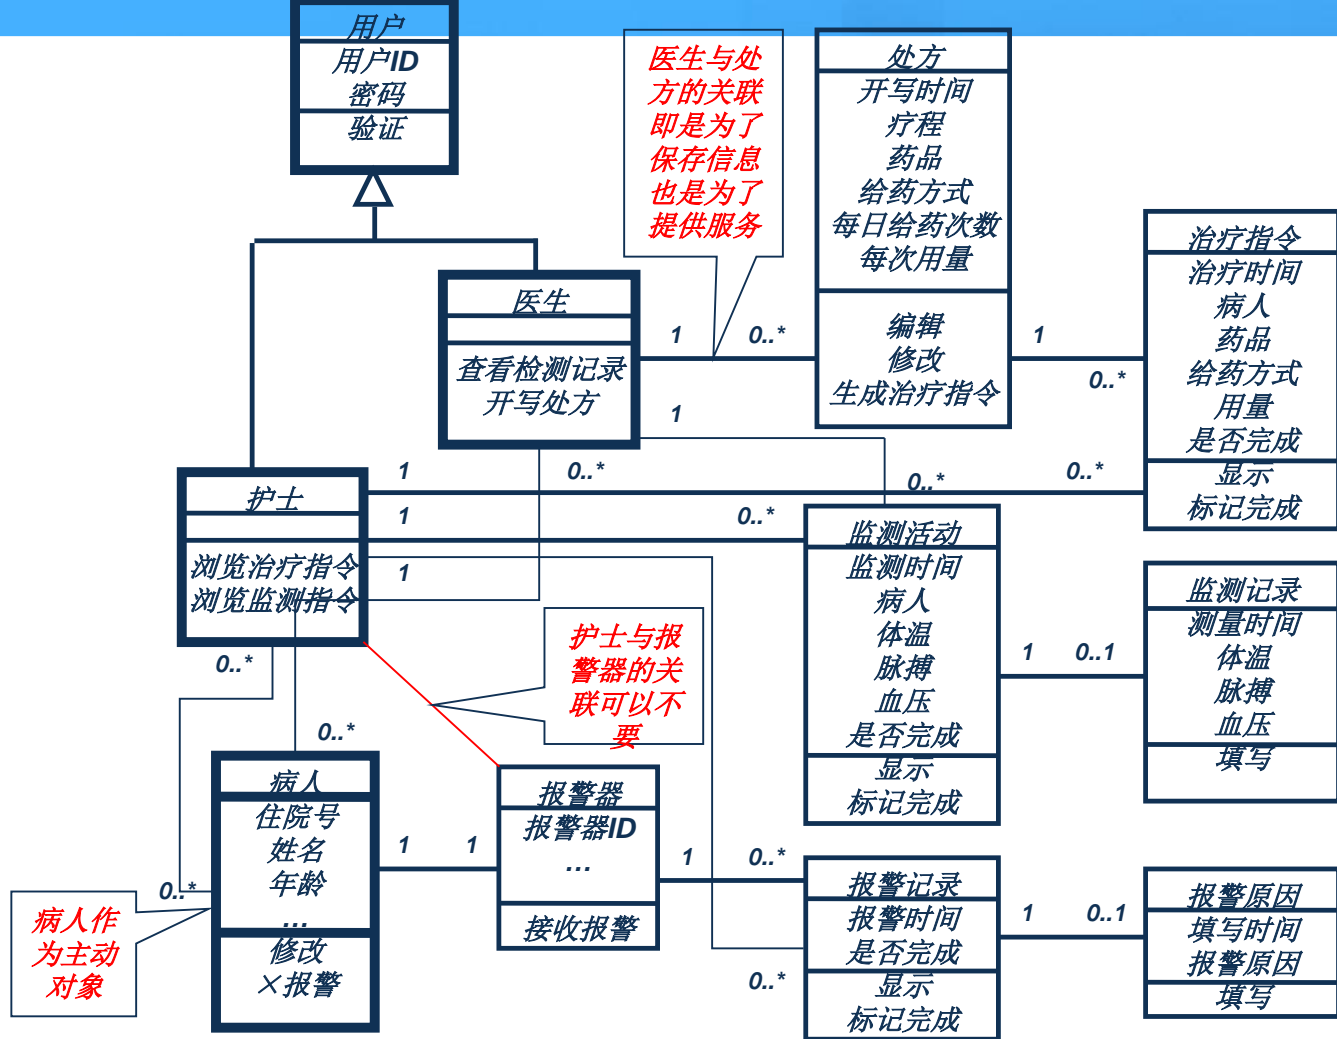 用户
用户ID
密码
验证
医生与处
方的关联
即是为了
保存信息
也是为了
提供服务
处方
开写时间
疗程
药品
给药方式
每日给药次数
每次用量
编辑
修改
生成治疗指令
治疗指令
治疗时间
病人
药品
给药方式
用量
是否完成
显示
标记完成
医生
查看检测记录
开写处方
1
0..*
1
0..*
1
0..*
0..*
1
0..*
1
0..*
1
护士
浏览治疗指令
浏览监测指令
监测活动
监测时间
病人
体温
脉搏
血压
是否完成
显示
标记完成
监测记录
测量时间
体温
脉搏
血压
填写
1
0..1
护士与报
警器的关
联可以不
要
0..*
0..*
病人
住院号
姓名
年龄
...
修改
×报警
0..*
病人作
为主动
对象
1
1
报警器
报警器ID
...
接收报警
1
0..*
0..*
报警记录
报警时间
是否完成
显示
标记完成
1
0..1
报警原因
填写时间
报警原因
填写